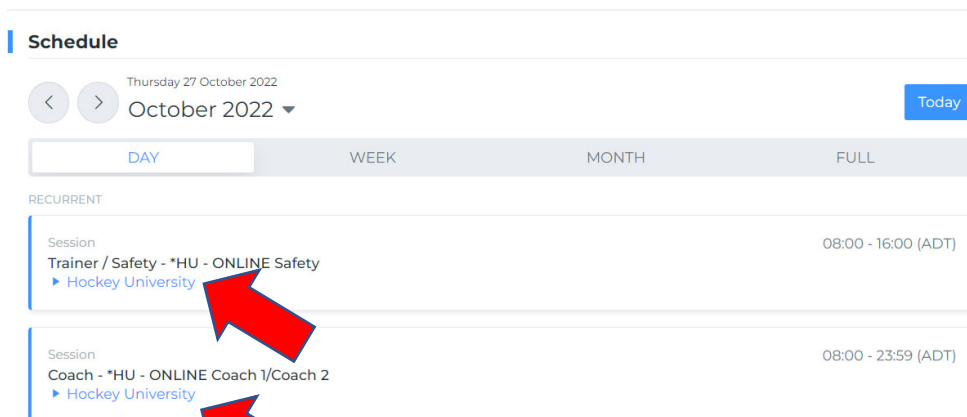 Schedule
Thursday 27 October 2022
October 2022
Today
DAY WEEK MONTH FULL
RECURRENT
Session
08:00 - 16:00 (ADT)
Trainer / Safety - *HU - ONLINE Safety
Hockey University
Session
08:00 - 23:59 (ADT)
Coach - *HU - ONLINE Coach 1/Coach 2
Hockey University